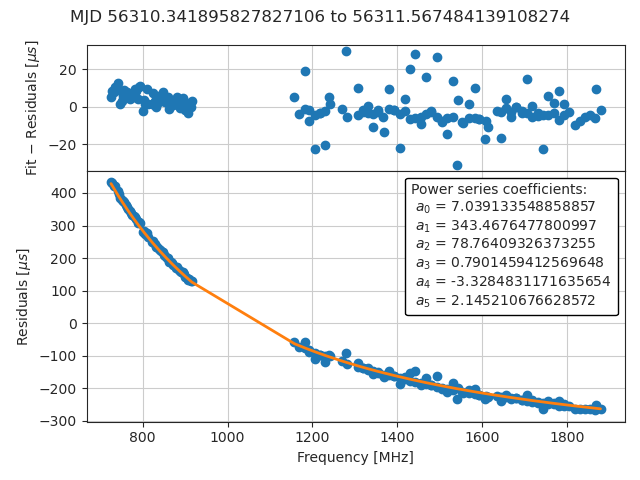 MJD 56310.341895827827106 to 56311.567484139108274
Fit − Residuals [μs]
20
0
−20
Residuals [μs]
400
300
200
100
0
−100
−200
−300
Power series coefficients:
a0 = 7.039133548858857
a1 = 343.4676477800997
a2 = 78.76409326373255
a3 = 0.7901459412569648
a4 = -3.3284831171635654
a5 = 2.145210676628572
800 1000 1200 1400 1600 1800
Frequency [MHz]